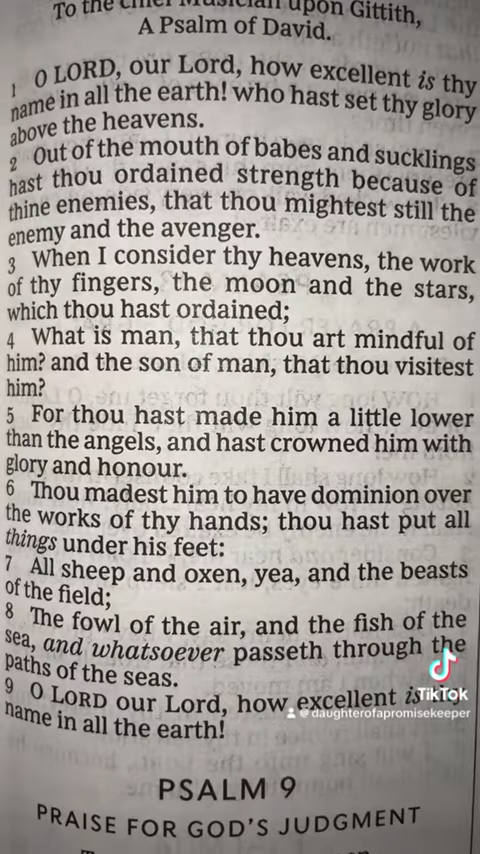 To the chief Musician upon Gittith,
A Psalm of David.
1 O LORD, our Lord, how excellent is thy
name in all the earth! who hast set thy glory
above the heavens.
2 Out of the mouth of babes and sucklings
hast thou ordained strength because of
thine enemies, that thou mightest still the
enemy and the avenger.
3 When I consider thy heavens, the work
of thy fingers, the moon and the stars,
which thou hast ordained;
4 What is man, that thou art mindful of
him? and the son of man, that thou visitest
him?
5 For thou hast made him a little lower
than the angels, and hast crowned him with
glory and honour.
6 Thou madest him to have dominion over
the works of thy hands; thou hast put all
things under his feet:
7 All sheep and oxen, yea, and the beasts
of the field;
8 The fowl of the air, and the fish of the
sea, and whatsoever passeth through the
paths of the seas.
9 O LORD our Lord, how excellent is
name in all the earth!
TikTok
@daughterofapromisekeeper
PSALM 9
PRAISE FOR GOD'S JUDGMENT